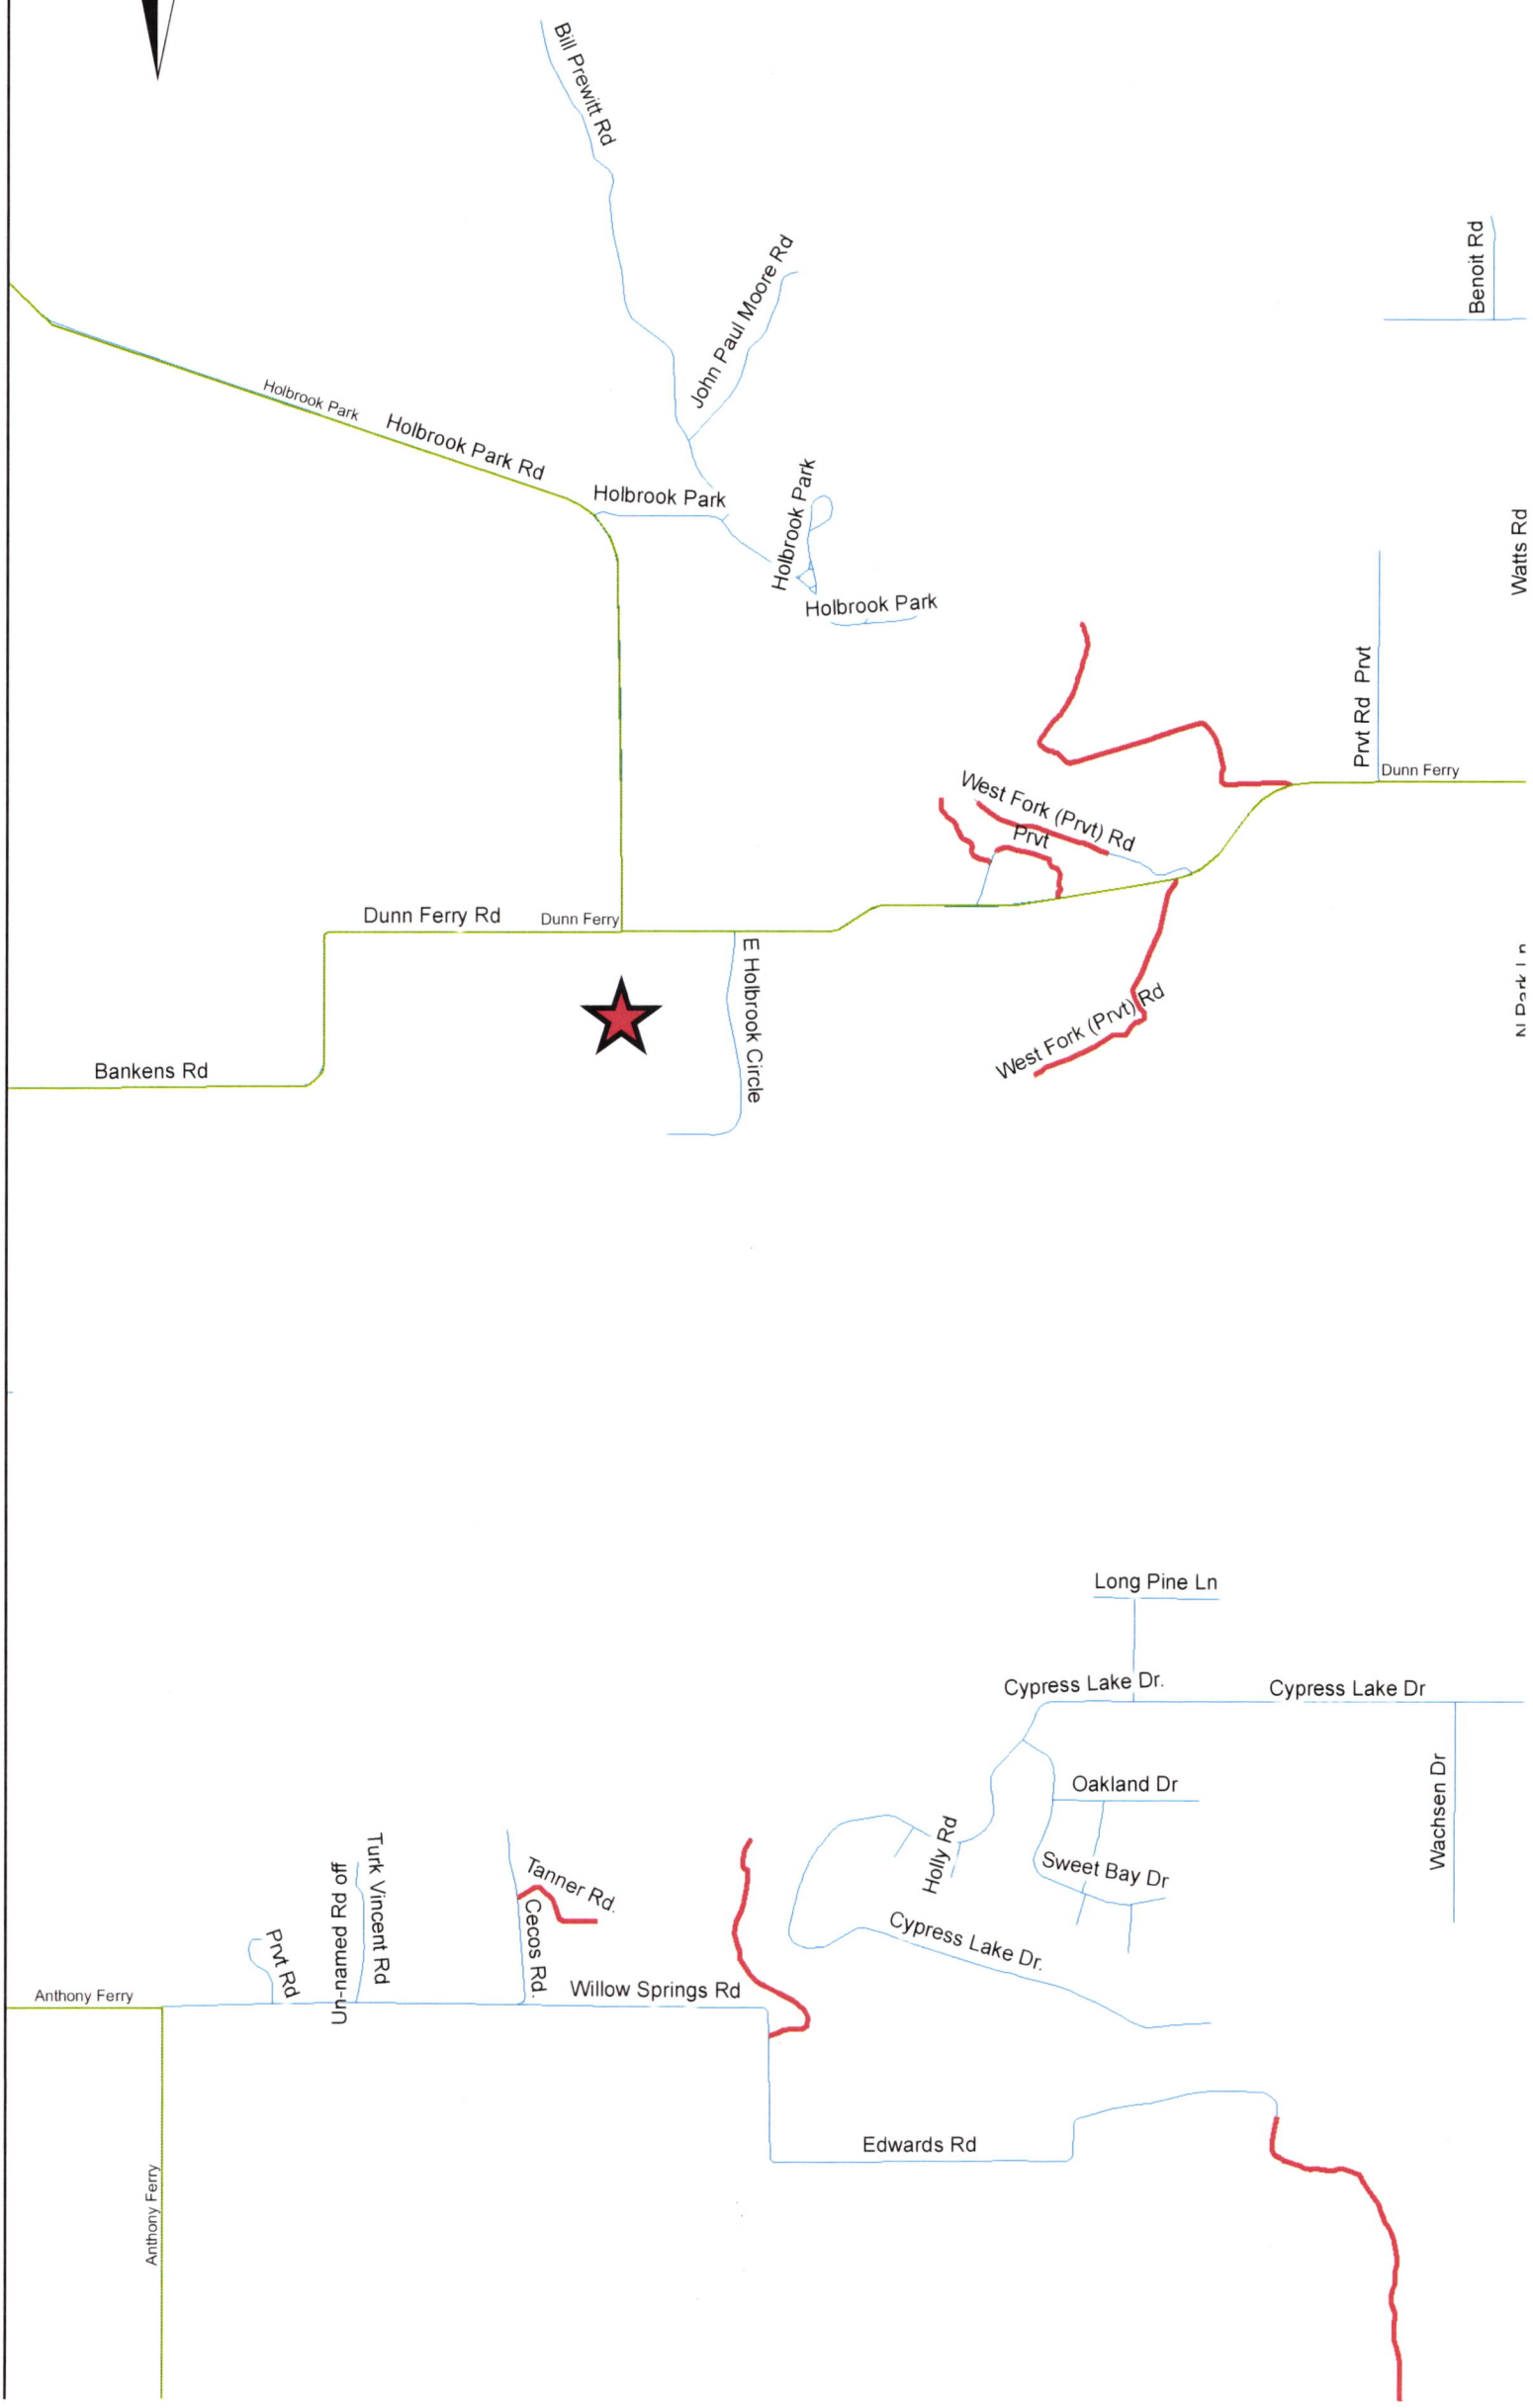 Bill Prewitt Rd
Benoit Rd
John Paul Moore Rd
Holbrook Park
Holbrook Park Rd
Holbrook Park
Holbrook Park
Watts Rd
Holbrook Park
Prvt Rd Prvt
Dunn Ferry
West Fork (Prvt) Rd
Prvt
Dunn Ferry Rd
Dunn Ferry
E Holbrook Circle
N Park Ln
West Fork (Prvt) Rd
Bankens Rd
Long Pine Ln
Cypress Lake Dr.
Cypress Lake Dr
Oakland Dr
Wachsen Dr
Holly Rd
Sweet Bay Dr
Tanner Rd.
Turk Vincent Rd
Un-named Rd off
Cecos Rd.
Cypress Lake Dr.
Prvt Rd
Willow Springs Rd
Anthony Ferry
Edwards Rd
Anthony Ferry